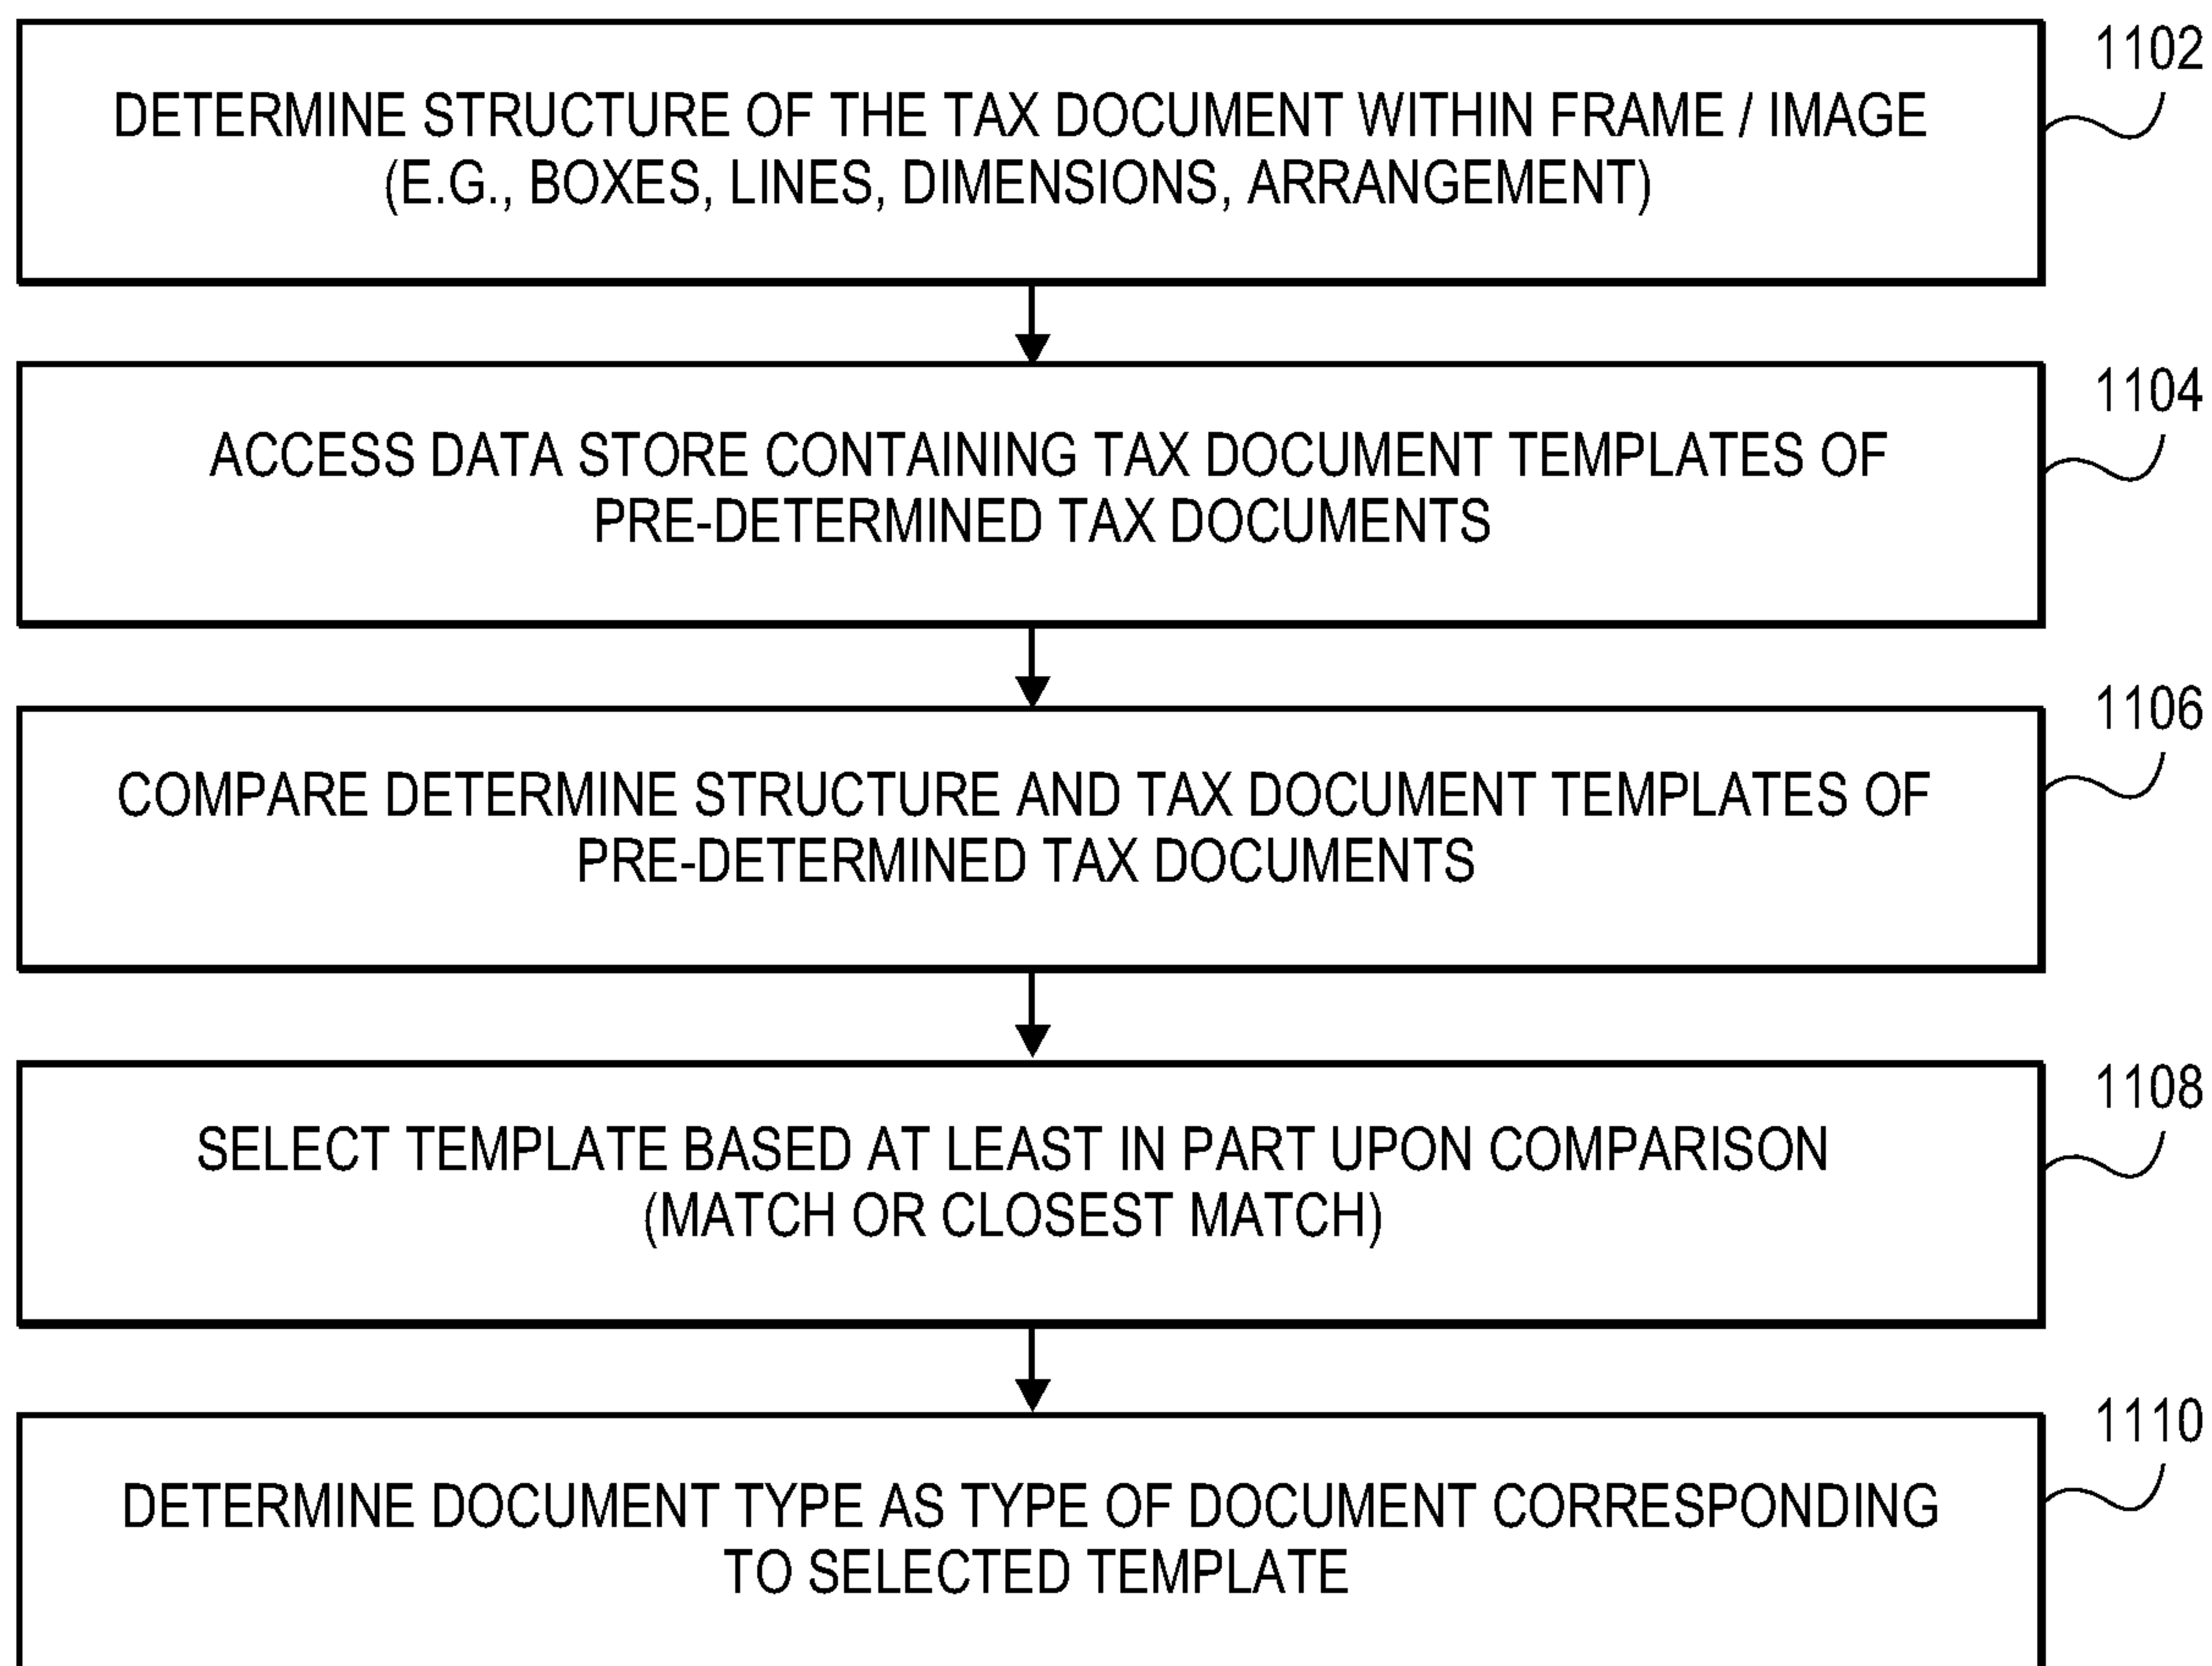 1102
DETERMINE STRUCTURE OF THE TAX DOCUMENT WITHIN FRAME / IMAGE
(E.G., BOXES, LINES, DIMENSIONS, ARRANGEMENT)
1104
ACCESS DATA STORE CONTAINING TAX DOCUMENT TEMPLATES OF
PRE-DETERMINED TAX DOCUMENTS
1106
COMPARE DETERMINE STRUCTURE AND TAX DOCUMENT TEMPLATES OF
PRE-DETERMINED TAX DOCUMENTS
1108
SELECT TEMPLATE BASED AT LEAST IN PART UPON COMPARISON
(MATCH OR CLOSEST MATCH)
1110
DETERMINE DOCUMENT TYPE AS TYPE OF DOCUMENT CORRESPONDING
TO SELECTED TEMPLATE